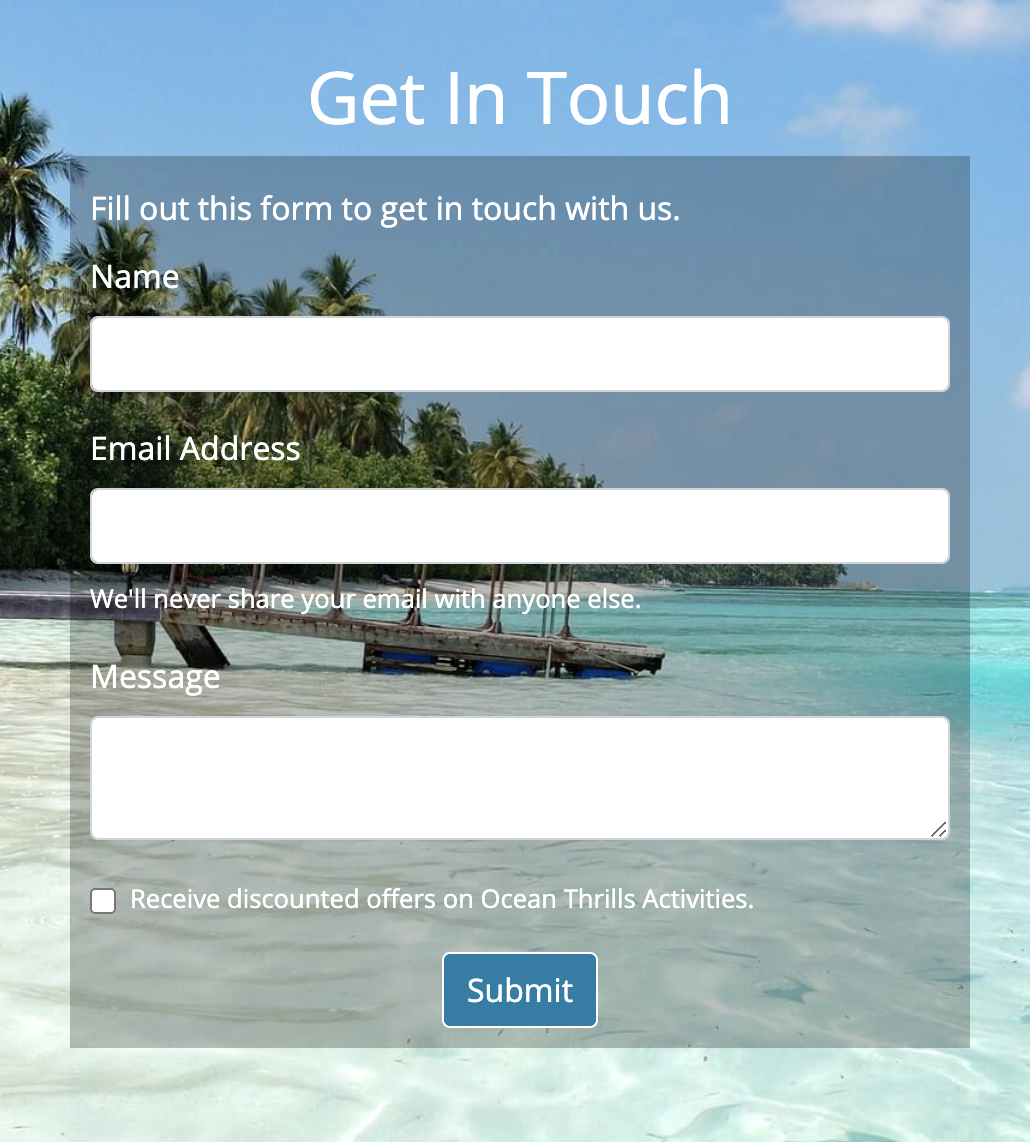 Get In Touch
Fill out this form to get in touch with us.
Name
Email Address
We'll never share your email with anyone else.
Message
Receive discounted offers on Ocean Thrills Activities.
Submit